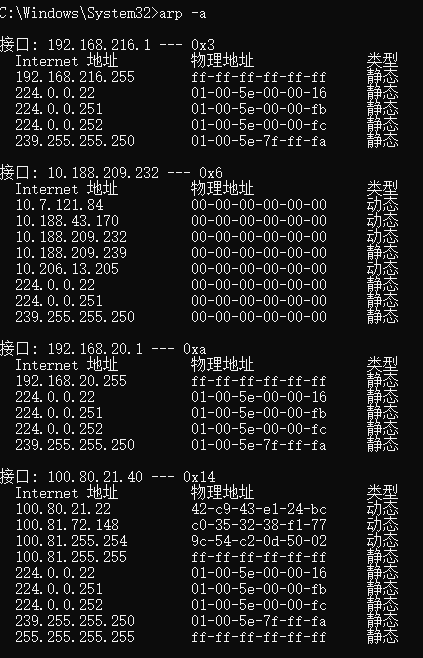 C:\Windows\System32>arp -a
接口: 192.168.216.1 --- 0x3
Internet 地址 物理地址 类型
192.168.216.255 ff-ff-ff-ff-ff-ff 静态
224.0.0.22 01-00-5e-00-00-16 静态
224.0.0.251 01-00-5e-00-00-fb 静态
224.0.0.252 01-00-5e-00-00-fc 静态
239.255.255.250 01-00-5e-7f-ff-fa 静态
接口: 10.188.209.232 --- 0x6
Internet 地址 物理地址 类型
10.7.121.84 00-00-00-00-00-00 动态
10.188.43.170 00-00-00-00-00-00 动态
10.188.209.232 00-00-00-00-00-00 动态
10.188.209.239 00-00-00-00-00-00 静态
10.206.13.205 00-00-00-00-00-00 动态
224.0.0.22 00-00-00-00-00-00 静态
224.0.0.251 00-00-00-00-00-00 静态
239.255.255.250 00-00-00-00-00-00 静态
接口: 192.168.20.1 --- 0xa
Internet 地址 物理地址 类型
192.168.20.255 ff-ff-ff-ff-ff-ff 静态
224.0.0.22 01-00-5e-00-00-16 静态
224.0.0.251 01-00-5e-00-00-fb 静态
224.0.0.252 01-00-5e-00-00-fc 静态
239.255.255.250 01-00-5e-7f-ff-fa 静态
接口: 100.80.21.40 --- 0x14
Internet 地址 物理地址 类型
100.80.21.22 42-c9-43-e1-24-bc 动态
100.81.72.148 c0-35-32-38-f1-77 动态
100.81.255.254 9c-54-c2-0d-50-02 动态
100.81.255.255 ff-ff-ff-ff-ff-ff 静态
224.0.0.22 01-00-5e-00-00-16 静态
224.0.0.251 01-00-5e-00-00-fb 静态
224.0.0.252 01-00-5e-00-00-fc 静态
239.255.255.250 01-00-5e-7f-ff-fa 静态
255.255.255.255 ff-ff-ff-ff-ff-ff 静态